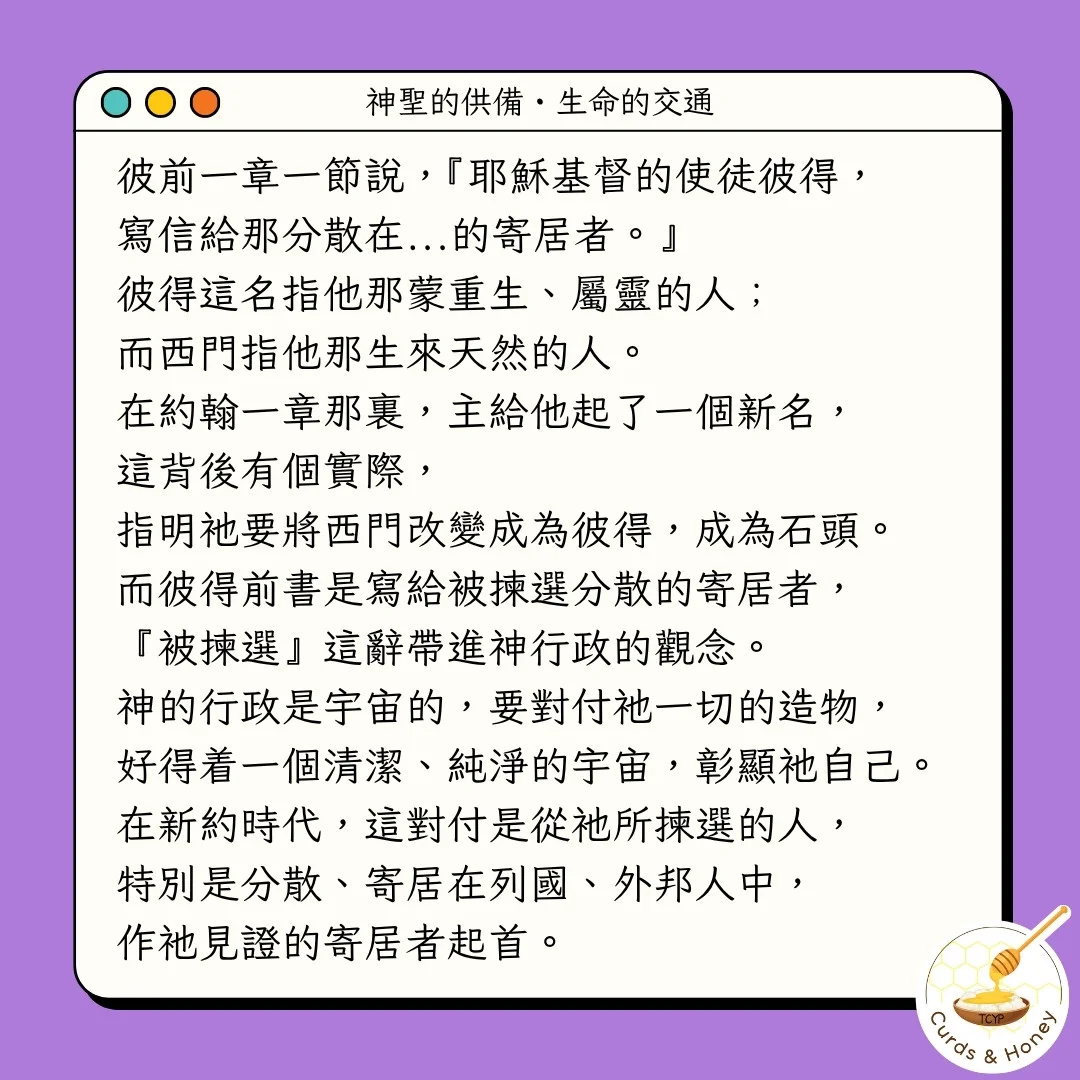 神聖的供備·生命的交通
彼前一章一節說，『耶穌基督的使徒彼得，
寫信給那分散在...的寄居者。』
彼得這名指他那蒙重生、屬靈的人；
而西門指他那生來天然的人。
在約翰一章那裏，主給他起了一個新名，
這背後有個實際，
指明祂要將西門改變成為彼得，成為石頭。
而彼得前書是寫給被揀選分散的寄居者，
『被揀選』這辭帶進神行政的觀念。
神的行政是宇宙的，要對付祂一切的造物，
好得着一個清潔、純淨的宇宙，彰顯祂自己。
在新約時代，這對付是從祂所揀選的人，
特別是分散、寄居在列國、外邦人中，
作祂見證的寄居者起首。
TCYP
Curds & Honey